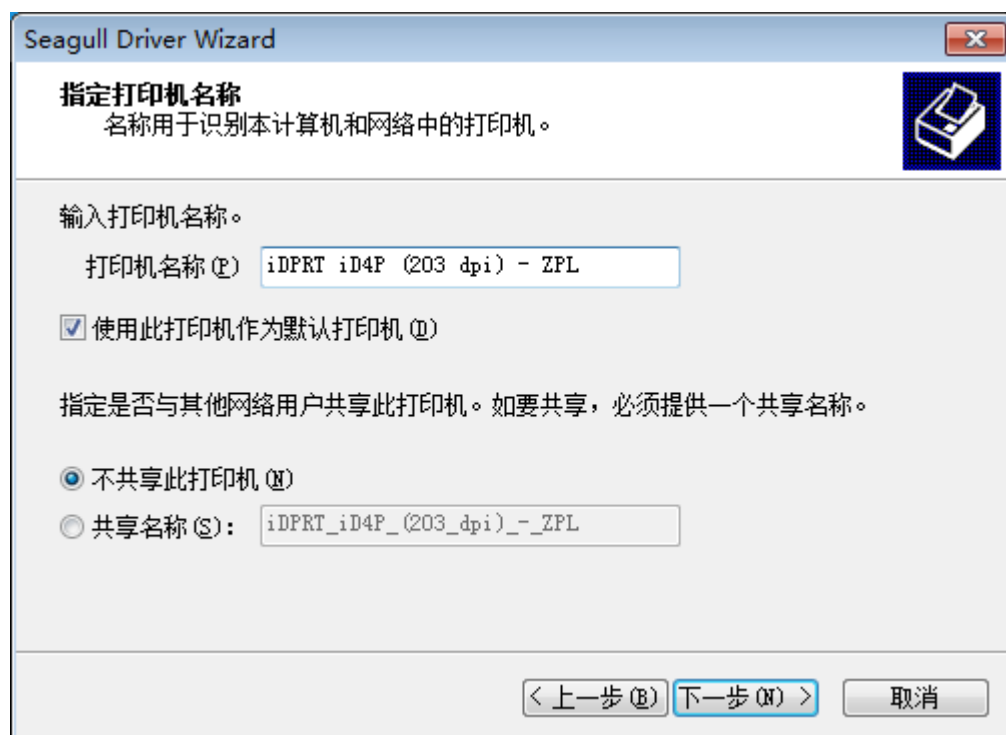 Seagull Driver Wizard
指定打印机名称
名称用于识别本计算机和网络中的打印机。
输入打印机名称。
打印机名称(P) iDPRT iD4P (203 dpi) - ZPL
使用此打印机作为默认打印机(D)
指定是否与其他网络用户共享此打印机。如要共享，必须提供一个共享名称。
不共享此打印机(N)
共享名称(S)： iDPRT_iD4P_(203_dpi)_-_ZPL
< 上一步(B) 下一步(N) > 取消